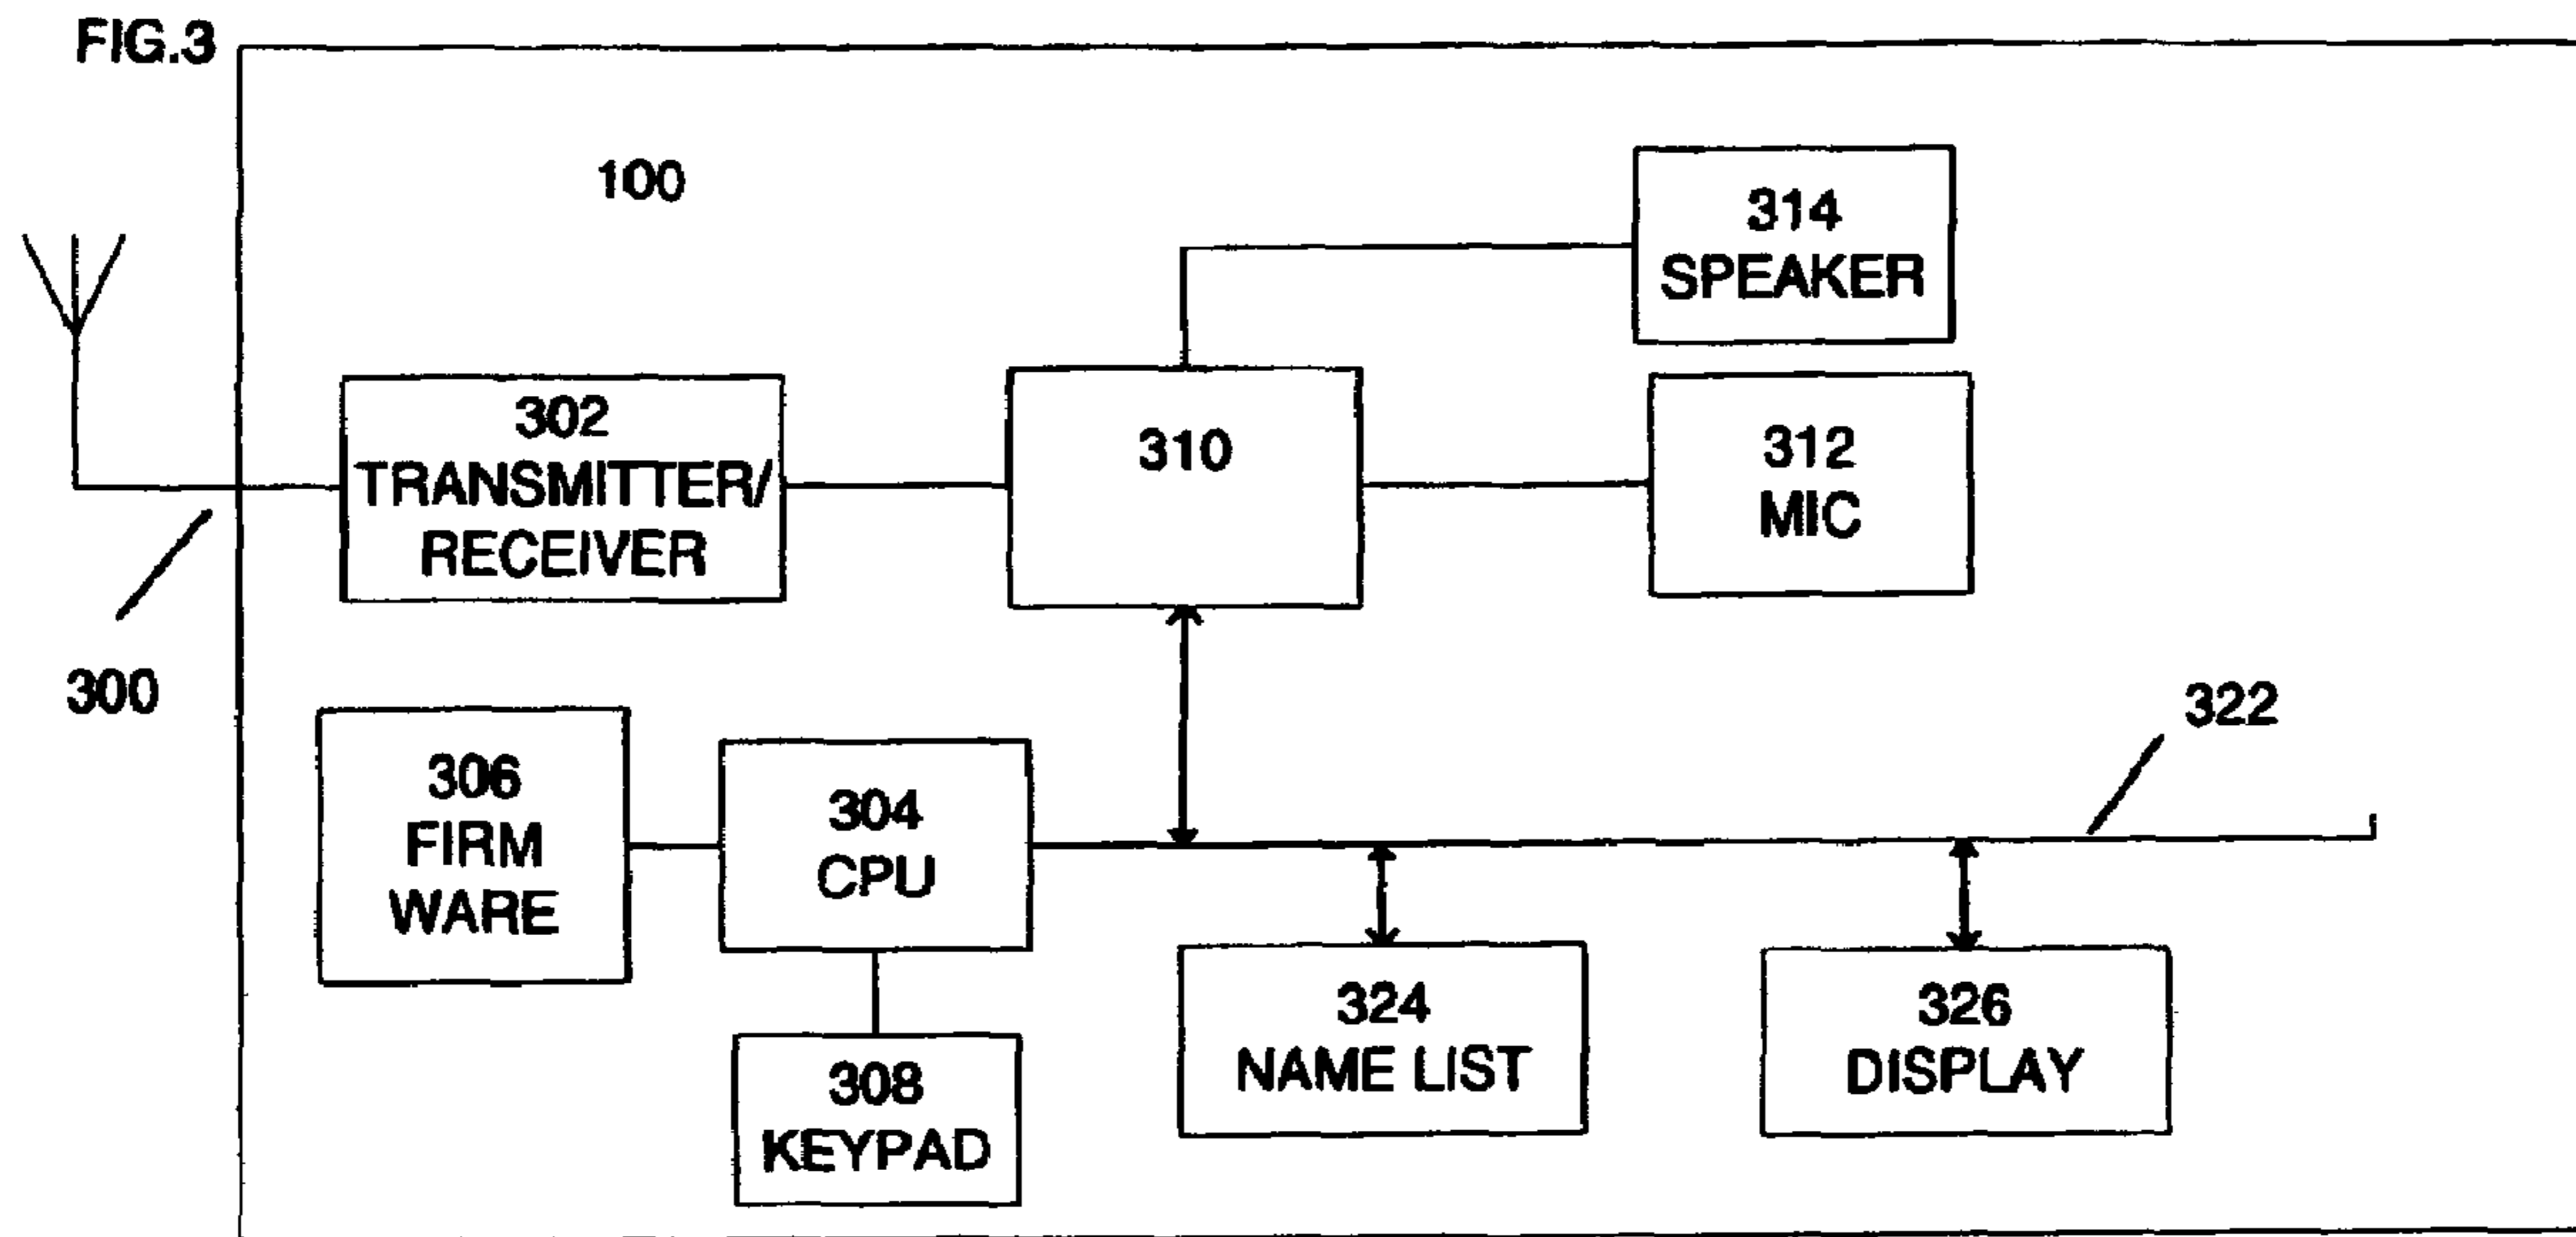 FIG.3
100
314
SPEAKER
302
TRANSMITTER/
RECEIVER
310
312
MIC
300
322
306
FIRM
WARE
304
CPU
324
NAME LIST
326
DISPLAY
308
KEYPAD